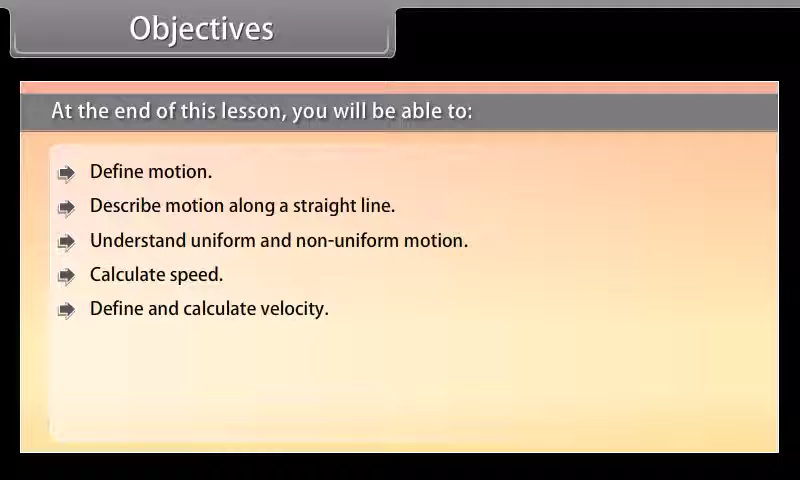 Objectives
At the end of this lesson, you will be able to:
Define motion.
Describe motion along a straight line.
Understand uniform and non-uniform motion.
Calculate speed.
Define and calculate velocity.